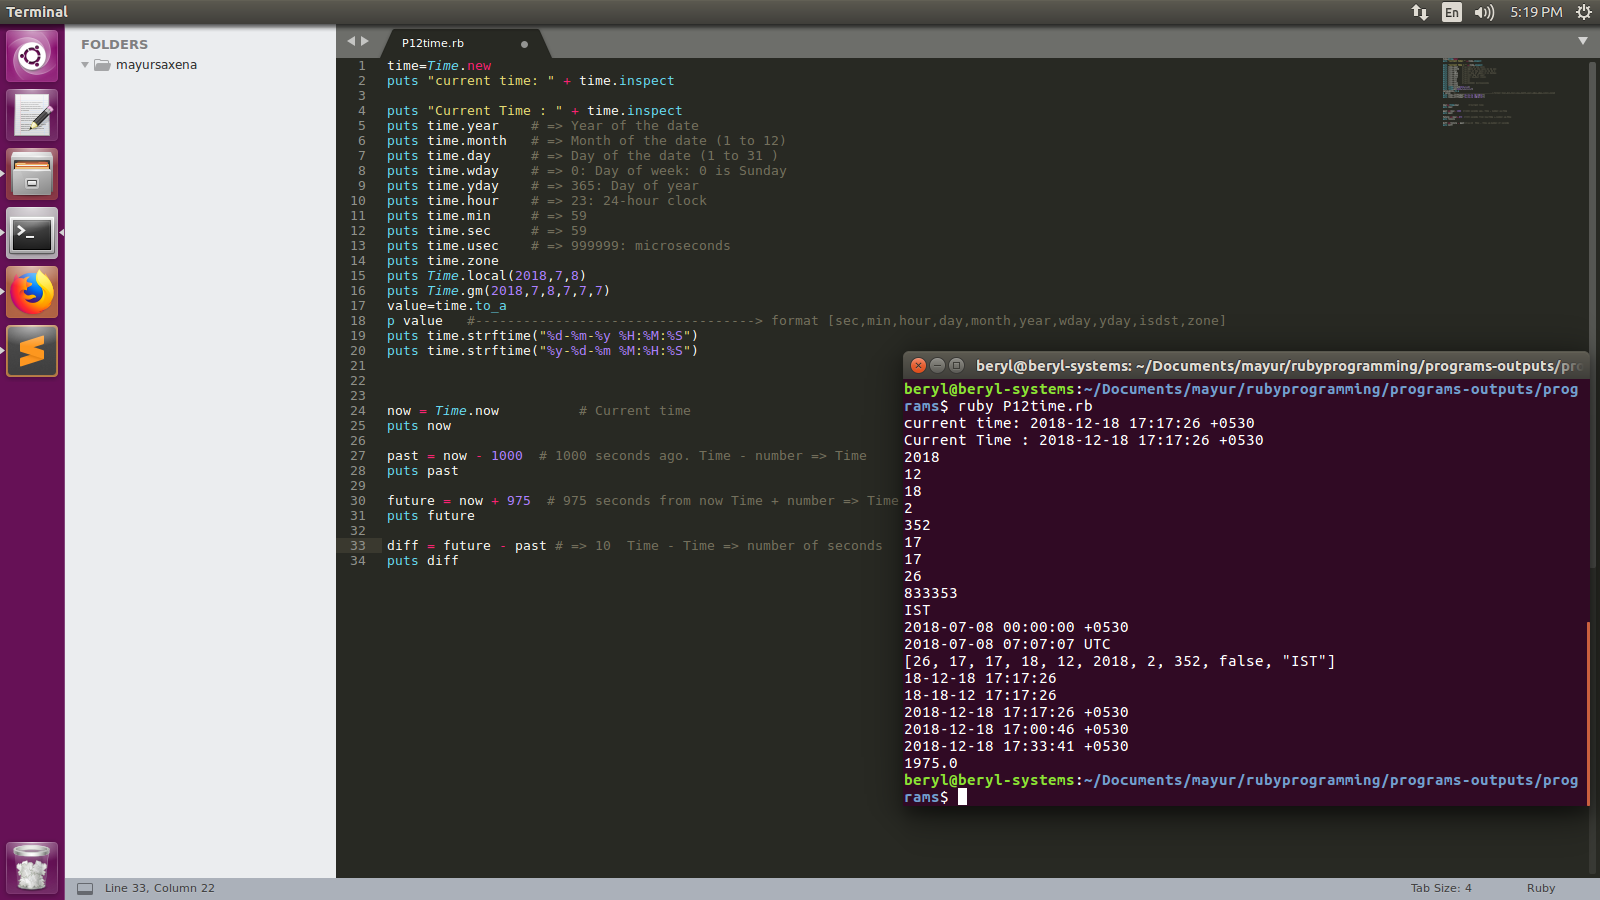 Terminal
En
5:19 PM
FOLDERS
mayursaxena
P12time.rb
1 time=Time.new
2 puts "current time: " + time.inspect
3
4 puts "Current Time : " + time.inspect
5 puts time.year    # => Year of the date
6 puts time.month   # => Month of the date (1 to 12)
7 puts time.day     # => Day of the date (1 to 31 )
8 puts time.wday    # => 0: Day of week: 0 is Sunday
9 puts time.yday    # => 365: Day of year
10 puts time.hour    # => 23: 24-hour clock
11 puts time.min     # => 59
12 puts time.sec     # => 59
13 puts time.usec    # => 999999: microseconds
14 puts time.zone
15 puts Time.local(2018,7,8)
16 puts Time.gm(2018,7,8,7,7,7)
17 value=time.to_a
18 p value   #-----------------------------------> format [sec,min,hour,day,month,year,wday,yday,isdst,zone]
19 puts time.strftime("%d-%m-%y %H:%M:%S")
20 puts time.strftime("%y-%d-%m %M:%H:%S")
21
22
23
24 now = Time.now          # Current time
25 puts now
26
27 past = now - 1000  # 1000 seconds ago. Time - number => Time
28 puts past
29
30 future = now + 975  # 975 seconds from now Time + number => Time
31 puts future
32
33 diff = future - past # => 10  Time - Time => number of seconds
34 puts diff
beryl@beryl-systems: ~/Documents/mayur/rubyprogramming/programs-outputs/pro
beryl@beryl-systems:~/Documents/mayur/rubyprogramming/programs-outputs/prog
rams$ ruby P12time.rb
current time: 2018-12-18 17:17:26 +0530
Current Time : 2018-12-18 17:17:26 +0530
2018
12
18
2
352
17
17
26
833353
IST
2018-07-08 00:00:00 +0530
2018-07-08 07:07:07 UTC
[26, 17, 17, 18, 12, 2018, 2, 352, false, "IST"]
18-12-18 17:17:26
18-18-12 17:17:26
2018-12-18 17:17:26 +0530
2018-12-18 17:00:46 +0530
2018-12-18 17:33:41 +0530
1975.0
beryl@beryl-systems:~/Documents/mayur/rubyprogramming/programs-outputs/prog
rams$
Line 33, Column 22
Tab Size: 4
Ruby